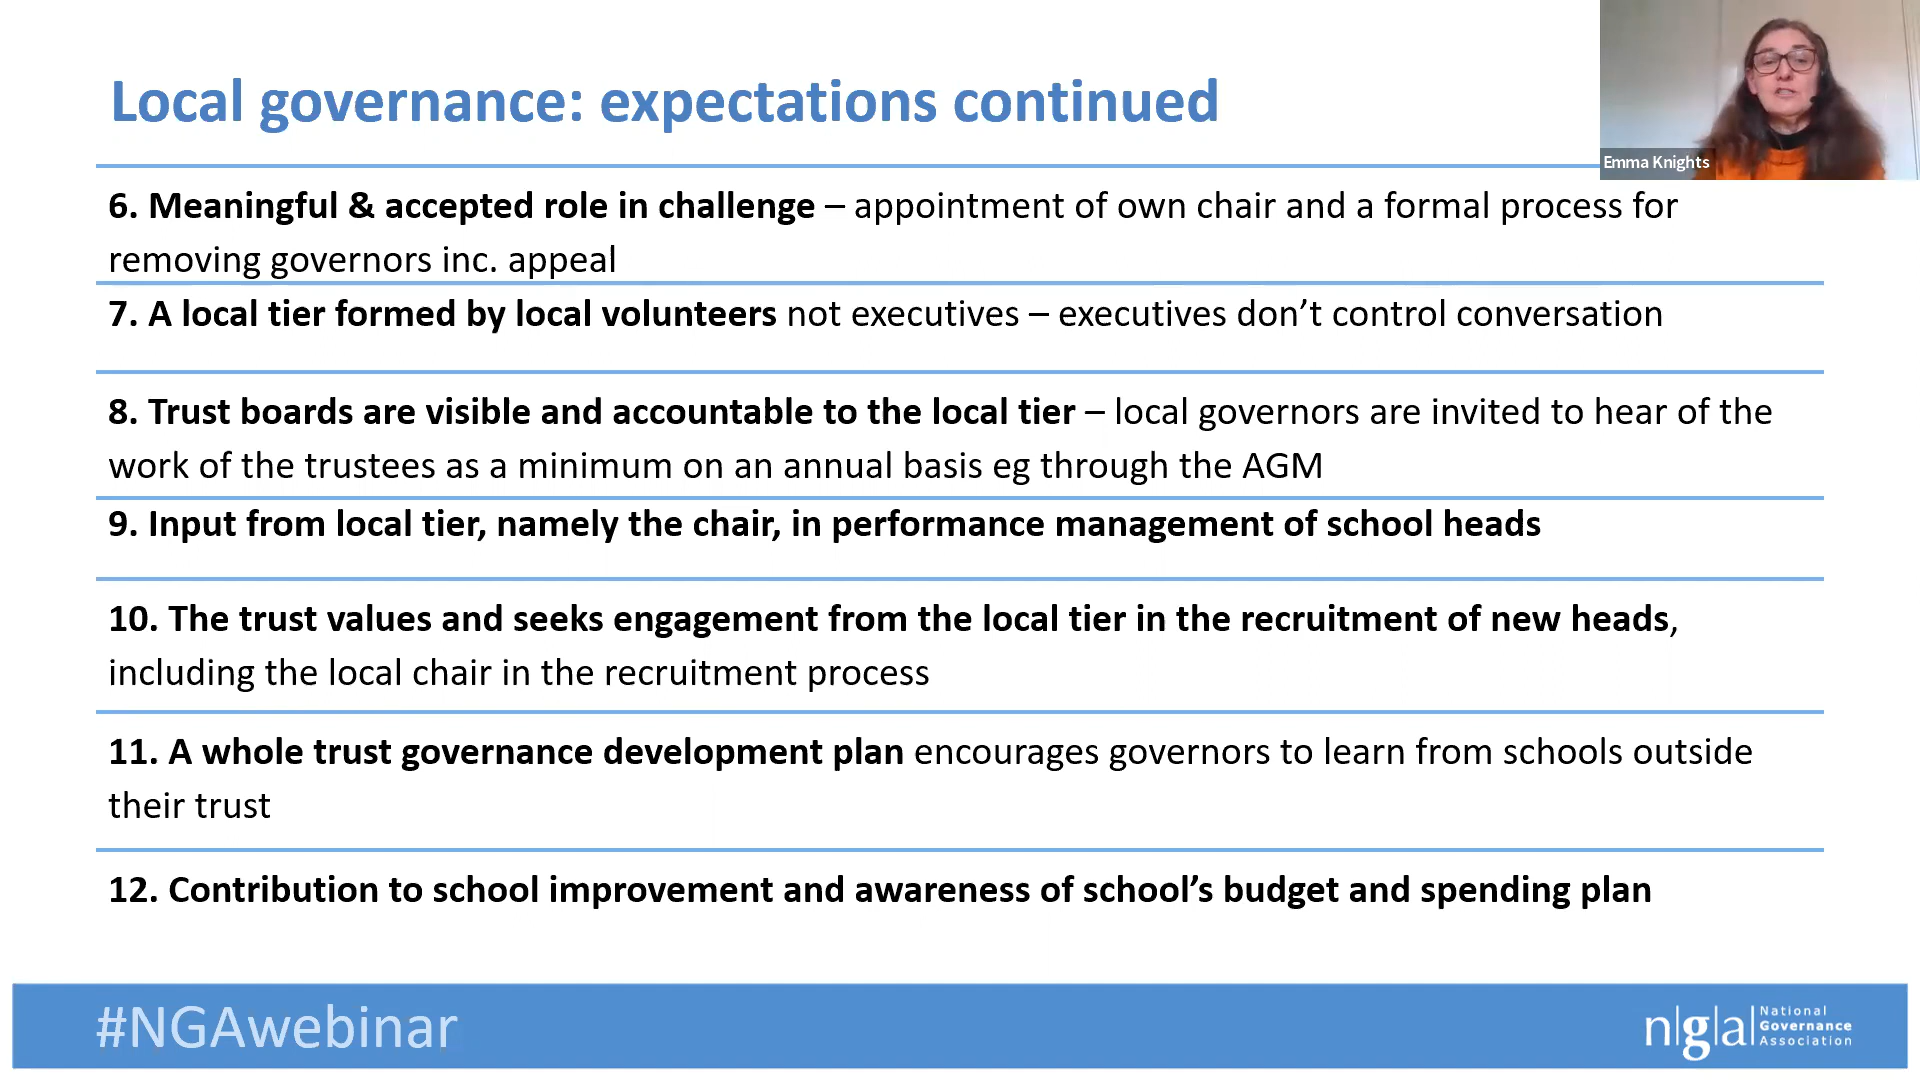 Local governance: expectations continued
Emma Knights
6. Meaningful & accepted role in challenge – appointment of own chair and a formal process for
removing governors inc. appeal
7. A local tier formed by local volunteers not executives – executives don’t control conversation
8. Trust boards are visible and accountable to the local tier – local governors are invited to hear of the
work of the trustees as a minimum on an annual basis eg through the AGM
9. Input from local tier, namely the chair, in performance management of school heads
10. The trust values and seeks engagement from the local tier in the recruitment of new heads,
including the local chair in the recruitment process
11. A whole trust governance development plan encourages governors to learn from schools outside
their trust
12. Contribution to school improvement and awareness of school’s budget and spending plan
#NGAwebinar
n|g|a|
National
Governance
Association